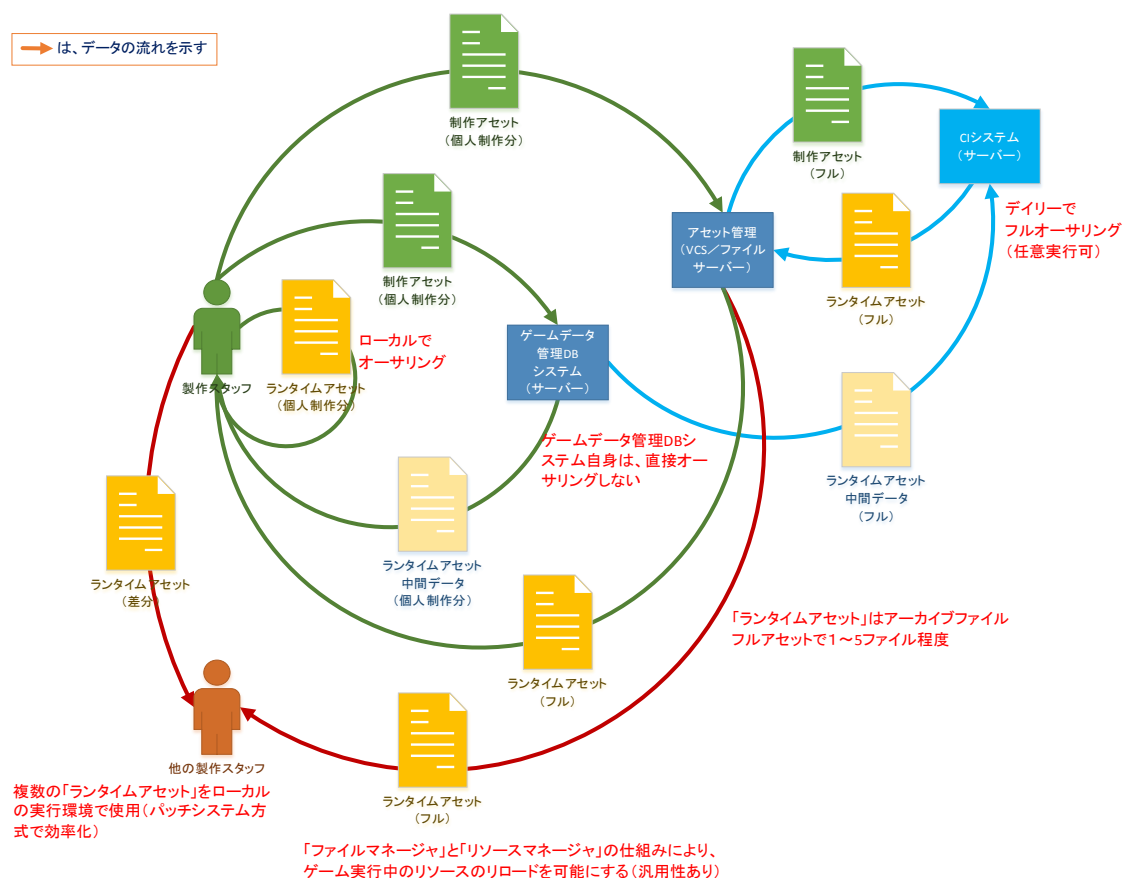 は、データの流れを示す
制作アセット
（個人制作分）
制作アセット
（フル）
CIシステム
（サーバー）
デイリーで
フルオーサリング
（任意実行可）
アセット管理
（VCS／ファイル
サーバー）
ランタイムアセット
（フル）
制作アセット
（個人制作分）
ローカルで
オーサリング
製作スタッフ
ランタイムアセット
（個人制作分）
ゲームデータ
管理DB
システム
（サーバー）
ゲームデータ管理DBシ
ステム自身は、直接オー
サリングしない
ランタイムアセット
中間データ
（フル）
ランタイムアセット
（差分）
ランタイムアセット
中間データ
（個人制作分）
「ランタイムアセット」はアーカイブファイル
フルアセットで１～5ファイル程度
ランタイムアセット
（フル）
他の製作スタッフ
複数の「ランタイムアセット」をローカル
の実行環境で使用（パッチシステム方
式で効率化）
ランタイムアセット
（フル）
「ファイルマネージャ」と「リソースマネージャ」の仕組みにより、
ゲーム実行中のリソースのリロードを可能にする（汎用性あり）